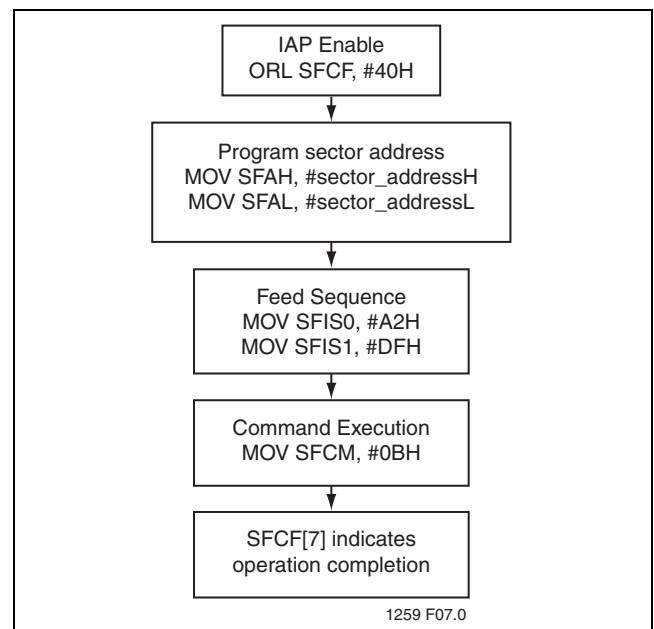 IAP Enable
ORL SFCF, #40H
Program sector address
MOV SFAH, #sector_addressH
MOV SFAL, #sector_addressL
Feed Sequence
MOV SFIS0, #A2H
MOV SFIS1, #DFH
Command Execution
MOV SFCM, #0BH
SFCF[7] indicates
operation completion
1259 F07.0